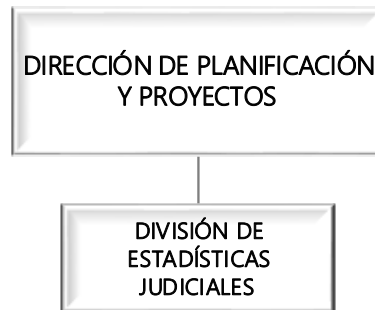 DIRECCIÓN DE PLANIFICACIÓN
Y PROYECTOS
DIVISIÓN DE
ESTADÍSTICAS
JUDICIALES